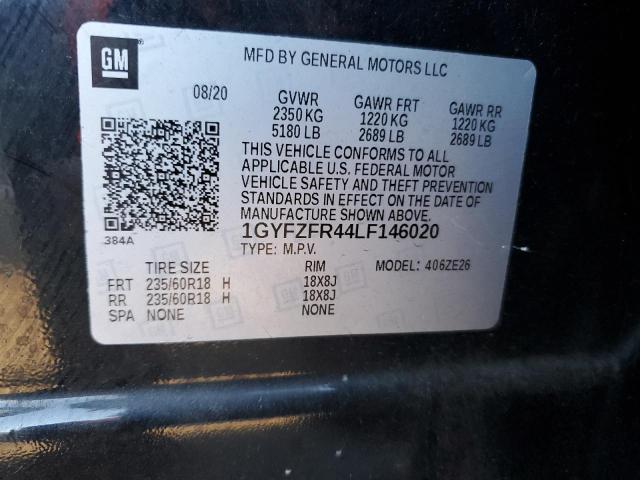 GM
MFD BY GENERAL MOTORS LLC
08/20 GVWR GAWR FRT GAWR RR
2350 KG 1220 KG 1220 KG
5180 LB 2689 LB 2689 LB
THIS VEHICLE CONFORMS TO ALL
APPLICABLE U.S. FEDERAL MOTOR
VEHICLE SAFETY AND THEFT PREVENTION
STANDARDS IN EFFECT ON THE DATE OF
MANUFACTURE SHOWN ABOVE.
384A
1GYFZFR44LF146020
TYPE: M.P.V. MODEL: 406ZE26
TIRE SIZE RIM
FRT 235/60R18 H 18X8J
RR 235/60R18 H 18X8J
SPA NONE NONE